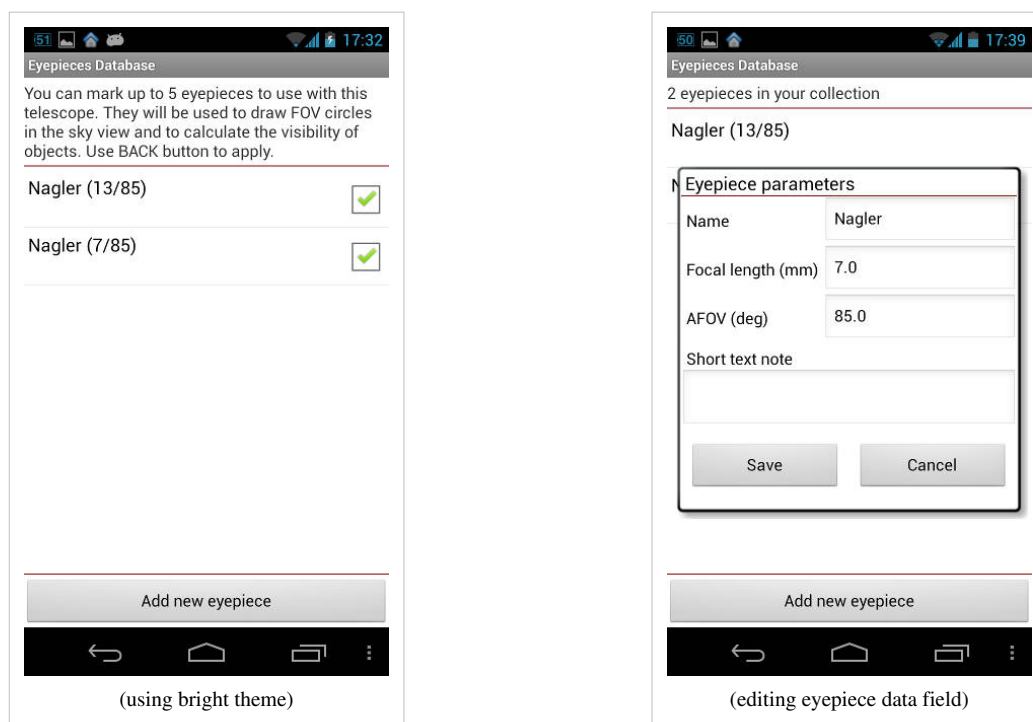 51
17:32
Eyepieces Database
You can mark up to 5 eyepieces to use with this
telescope. They will be used to draw FOV circles
in the sky view and to calculate the visibility of
objects. Use BACK button to apply.
Nagler (13/85)
Nagler (7/85)
Add new eyepiece
(using bright theme)
50
17:39
Eyepieces Database
2 eyepieces in your collection
Nagler (13/85)
N
Eyepiece parameters
Name
Nagler
Focal length (mm)
7.0
AFOV (deg)
85.0
Short text note
Save
Cancel
Add new eyepiece
(editing eyepiece data field)